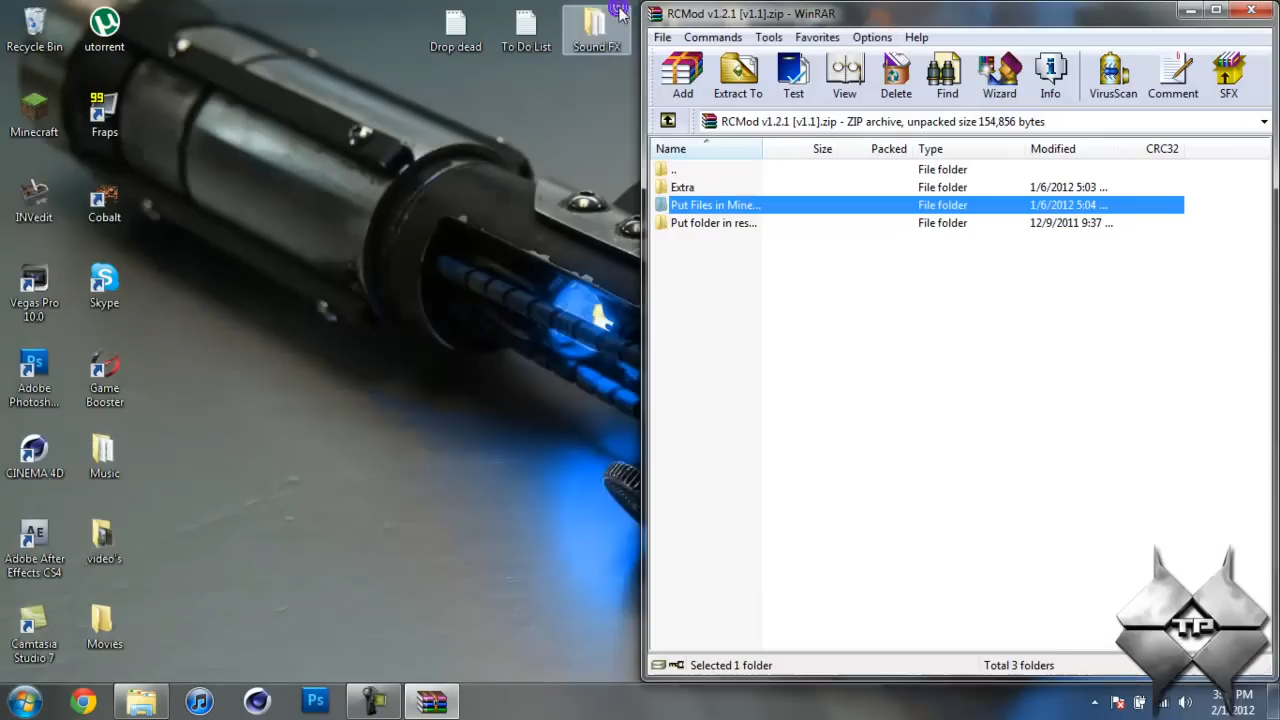 Recycle Bin
utorrent
Drop dead
To Do List
Sound FX
Minecraft
99
Fraps
INVedit
Cobalt
Vegas Pro
10.0
Skype
Adobe
Photosh...
Game
Booster
CINEMA 4D
Music
Adobe After
Effects CS4
video's
Camtasia
Studio 7
Movies
RCMod v1.2.1 [v1.1].zip - WinRAR
File Commands Tools Favorites Options Help
Add Extract To Test View Delete Find Wizard Info VirusScan Comment SFX
RCMod v1.2.1 [v1.1].zip - ZIP archive, unpacked size 154,856 bytes
Name Size Packed Type Modified CRC32
.. File folder
Extra File folder 1/6/2012 5:03 ...
Put Files in Mine... File folder 1/6/2012 5:04 ...
Put folder in res... File folder 12/9/2011 9:37 ...
Selected 1 folder Total 3 folders
TP
Ps
Ps
AE
PM